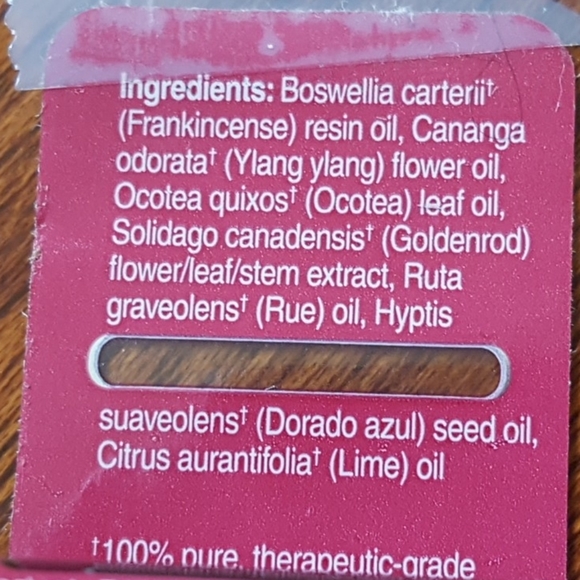 Ingredients: Boswellia carterii†
(Frankincense) resin oil, Cananga
odorata† (Ylang ylang) flower oil,
Ocotea quixos† (Ocotea) leaf oil,
Solidago canadensis† (Goldenrod)
flower/leaf/stem extract, Ruta
graveolens† (Rue) oil, Hyptis
suaveolens† (Dorado azul) seed oil,
Citrus aurantifolia† (Lime) oil
†100% pure, therapeutic-grade